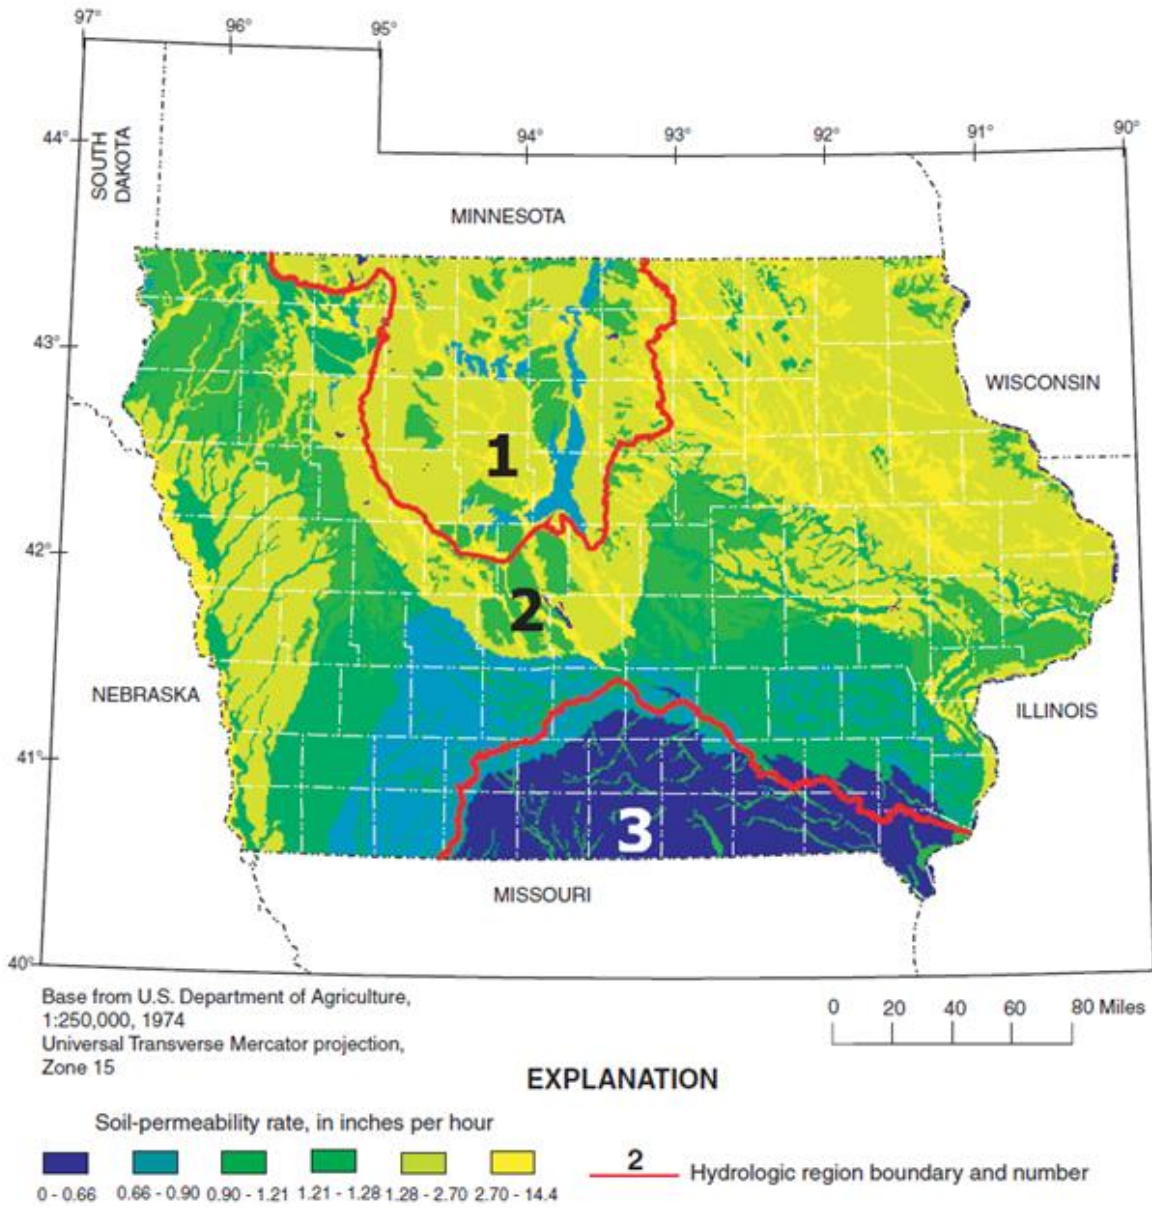 97°
96°
95°
44°
SOUTH
DAKOTA
94°
93°
92°
91°
90°
MINNESOTA
43°
WISCONSIN
1
42°
2
NEBRASKA
ILLINOIS
41°
3
MISSOURI
40°
Base from U.S. Department of Agriculture,
1:250,000, 1974
Universal Transverse Mercator projection,
Zone 15
0 20 40 60 80 Miles
EXPLANATION
Soil-permeability rate, in inches per hour
0 - 0.66 0.66 - 0.90 0.90 - 1.21 1.21 - 1.28 1.28 - 2.70 2.70 - 14.4
2
Hydrologic region boundary and number